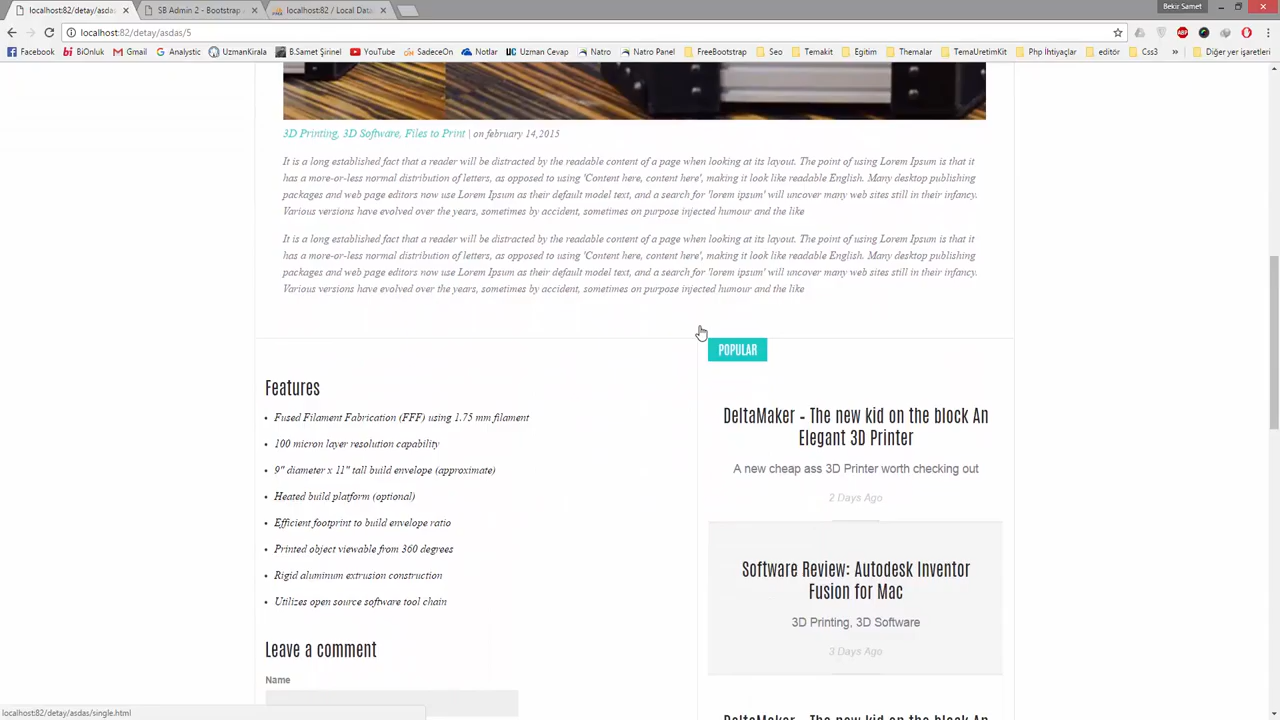 localhost:82/detay/asdas
SB Admin 2 - Bootstrap
localhost:82 / Local Data
Bekir Samet
localhost:82/detay/asdas/5
Facebook
BiOnluk
Gmail
Analystic
UzmanKirala
B.Samet Şirinel
YouTube
SadeceOn
Notlar
Uzman Cevap
Natro
Natro Panel
FreeBootstrap
Seo
Temakit
Egitim
Themalar
TemaUretimKit
Php İhtiyaçlar
editör
Css3
»
Diğer yer işaretleri
3D Printing, 3D Software, Files to Print | on february 14,2015
It is a long established fact that a reader will be distracted by the readable content of a page when looking at its layout. The point of using Lorem Ipsum is that it
has a more-or-less normal distribution of letters, as opposed to using 'Content here, content here', making it look like readable English. Many desktop publishing
packages and web page editors now use Lorem Ipsum as their default model text, and a search for 'lorem ipsum' will uncover many web sites still in their infancy.
Various versions have evolved over the years, sometimes by accident, sometimes on purpose injected humour and the like
It is a long established fact that a reader will be distracted by the readable content of a page when looking at its layout. The point of using Lorem Ipsum is that it
has a more-or-less normal distribution of letters, as opposed to using 'Content here, content here', making it look like readable English. Many desktop publishing
packages and web page editors now use Lorem Ipsum as their default model text, and a search for 'lorem ipsum' will uncover many web sites still in their infancy.
Various versions have evolved over the years, sometimes by accident, sometimes on purpose injected humour and the like
Features
• Fused Filament Fabrication (FFF) using 1.75 mm filament
• 100 micron layer resolution capability
• 9" diameter x 11" tall build envelope (approximate)
• Heated build platform (optional)
• Efficient footprint to build envelope ratio
• Printed object viewable from 360 degrees
• Rigid aluminum extrusion construction
• Utilizes open source software tool chain
Leave a comment
Name
POPULAR
DeltaMaker - The new kid on the block An
Elegant 3D Printer
A new cheap ass 3D Printer worth checking out
2 Days Ago
Software Review: Autodesk Inventor
Fusion for Mac
3D Printing, 3D Software
3 Days Ago
DeltaMaker - The new kid on the block An
localhost:82/detay/asdas/single.html